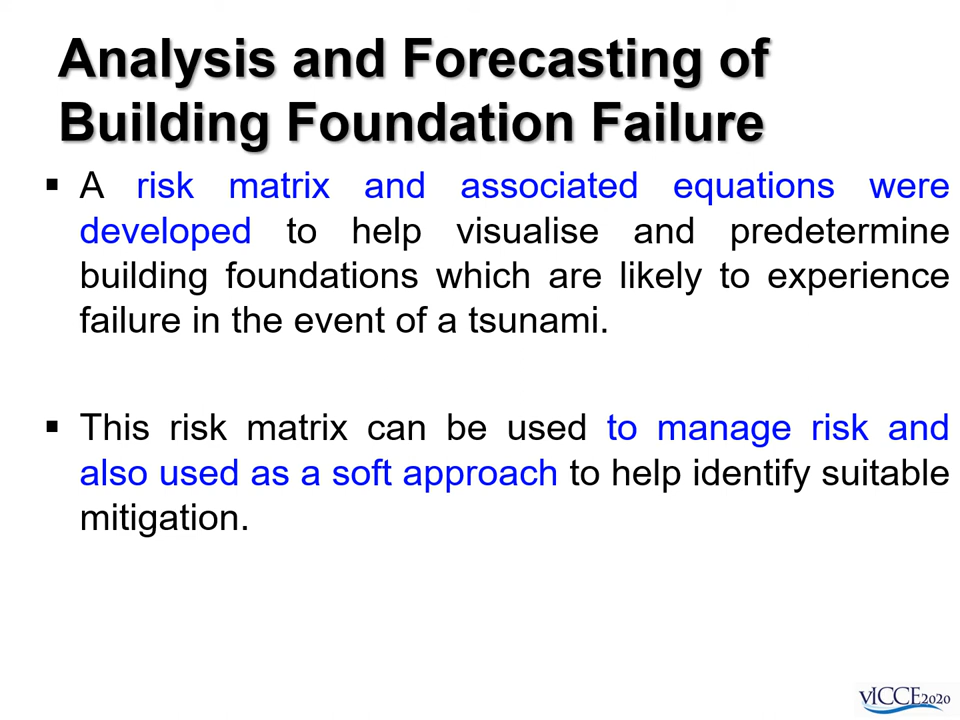 Analysis and Forecasting of
Building Foundation Failure
▪ A risk matrix and associated equations were
developed to help visualise and predetermine
building foundations which are likely to experience
failure in the event of a tsunami.
▪ This risk matrix can be used to manage risk and
also used as a soft approach to help identify suitable
mitigation.
vICCE2020